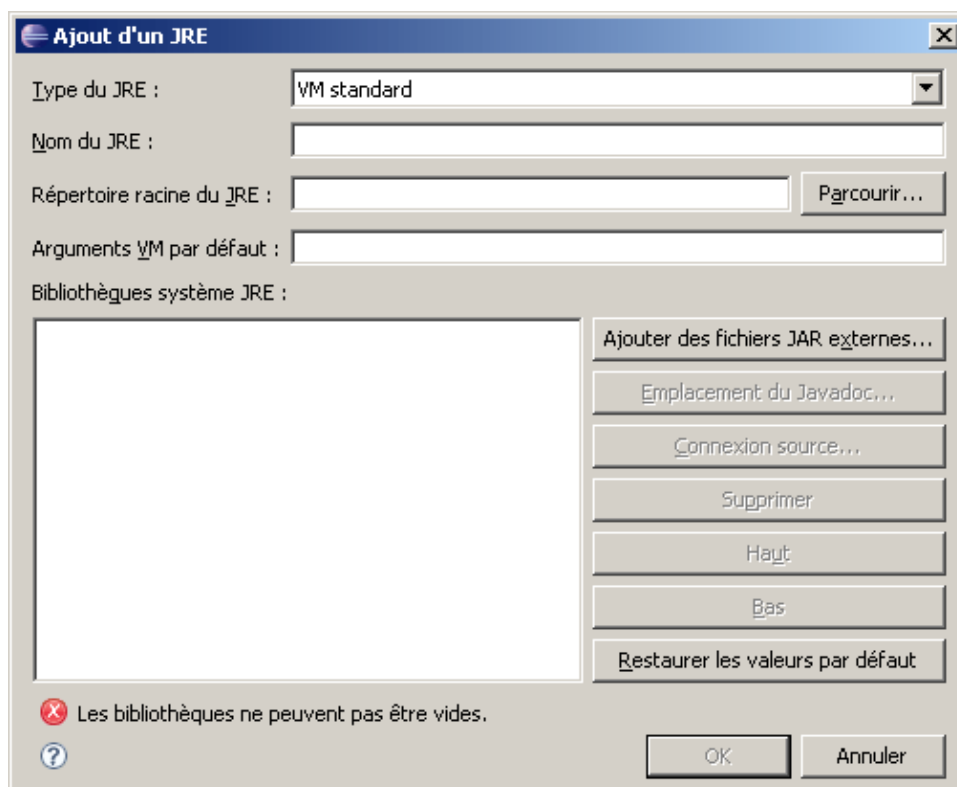 Ajout d'un JRE
Type du JRE : VM standard
Nom du JRE :
Répertoire racine du JRE : Parcourir...
Arguments VM par défaut :
Bibliothèques système JRE :
Ajouter des fichiers JAR externes...
Emplacement du Javadoc...
Connexion source...
Supprimer
Haut
Bas
Restaurer les valeurs par défaut
Les bibliothèques ne peuvent pas être vides.
OK Annuler